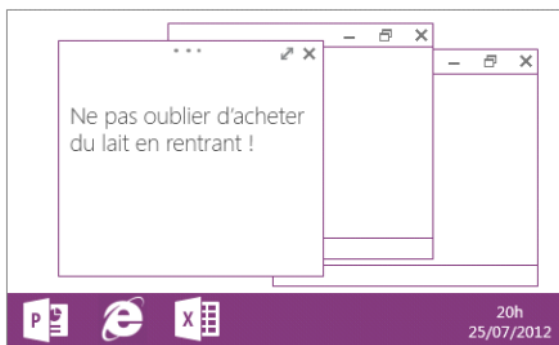 Ne pas oublier d'acheter
du lait en rentrant !
P
X
20h
25/07/2012